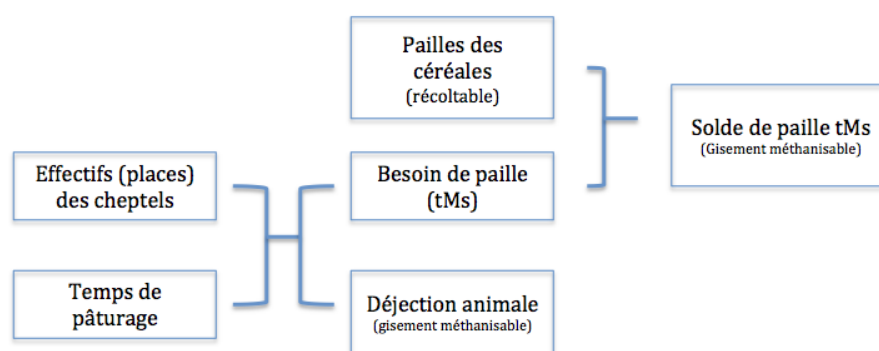 Pailles des
céréales
(récoltable)
Solde de paille tMs
(Gisement méthanisable)
Effectifs (places)
des cheptels
Besoin de paille
(tMs)
Temps de
pâturage
Déjection animale
(gisement méthanisable)